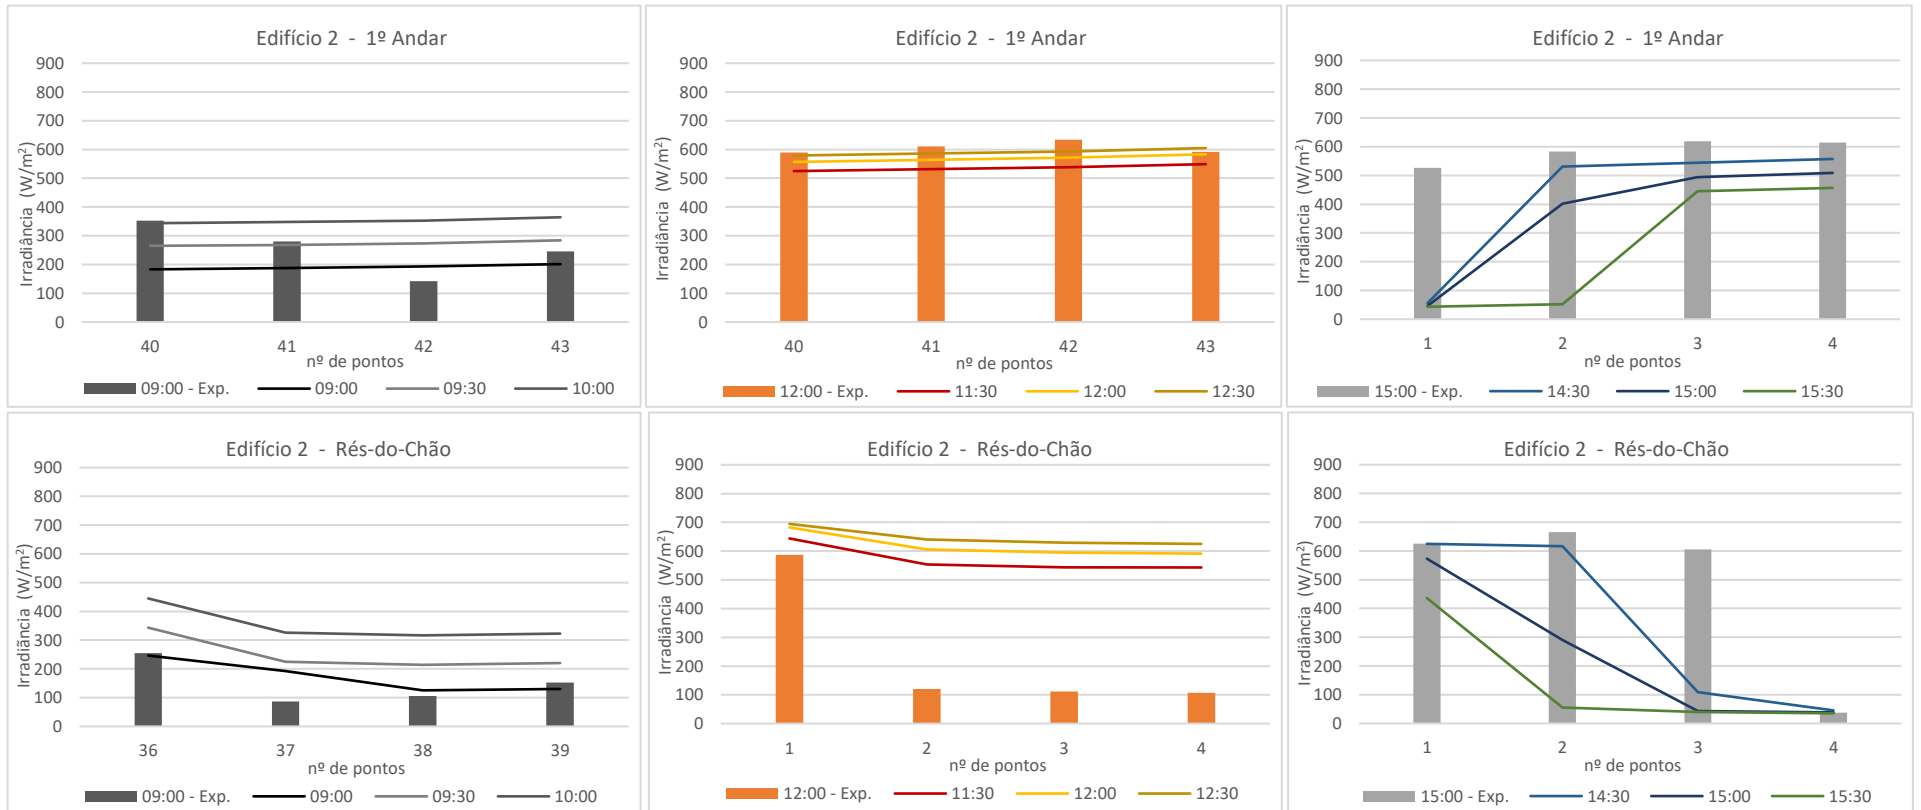 Edifício 2 - 1º Andar
900
800
700
600
500
400
300
200
100
0
Irradiância (W/m²)
40 41 42 43
nº de pontos
09:00 - Exp. 09:00 09:30 10:00
Edifício 2 - 1º Andar
900
800
700
600
500
400
300
200
100
0
Irradiância (W/m²)
40 41 42 43
nº de pontos
12:00 - Exp. 11:30 12:00 12:30
Edifício 2 - 1º Andar
900
800
700
600
500
400
300
200
100
0
Irradiância (W/m²)
1 2 3 4
nº de pontos
15:00 - Exp. 14:30 15:00 15:30
Edifício 2 - Rés-do-Chão
900
800
700
600
500
400
300
200
100
0
Irradiância (W/m²)
36 37 38 39
nº de pontos
09:00 - Exp. 09:00 09:30 10:00
Edifício 2 - Rés-do-Chão
900
800
700
600
500
400
300
200
100
0
Irradiância (W/m²)
1 2 3 4
nº de pontos
12:00 - Exp. 11:30 12:00 12:30
Edifício 2 - Rés-do-Chão
900
800
700
600
500
400
300
200
100
0
Irradiância (W/m²)
1 2 3 4
nº de pontos
15:00 - Exp. 14:30 15:00 15:30